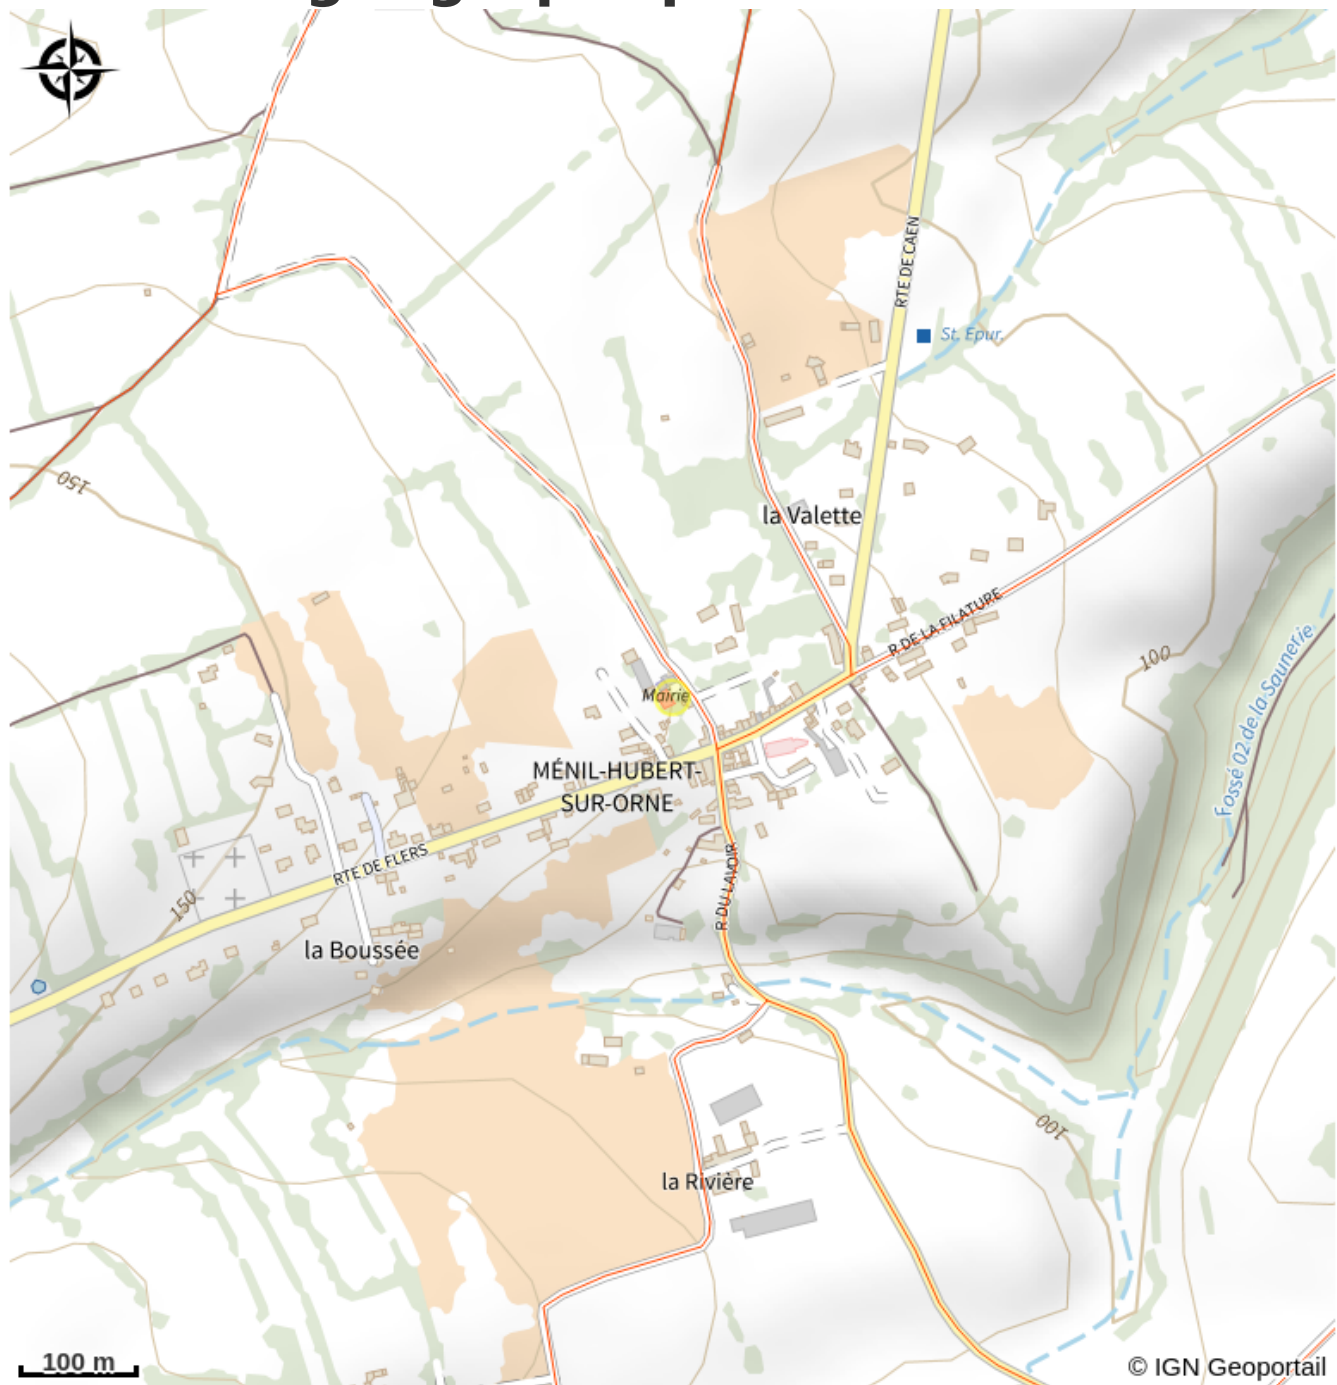 RTE DE CAEN
St. Epur.
150
la Valette
R DE LA FILATURE
100
Fossé 02 de la Saunerie
Mairie
MÉNIL-HUBERT-
SUR-ORNE
RTE DE FLERS
R DU LAVOIR
150
la Boussée
100
la Rivière
100 m
© IGN Geoportail